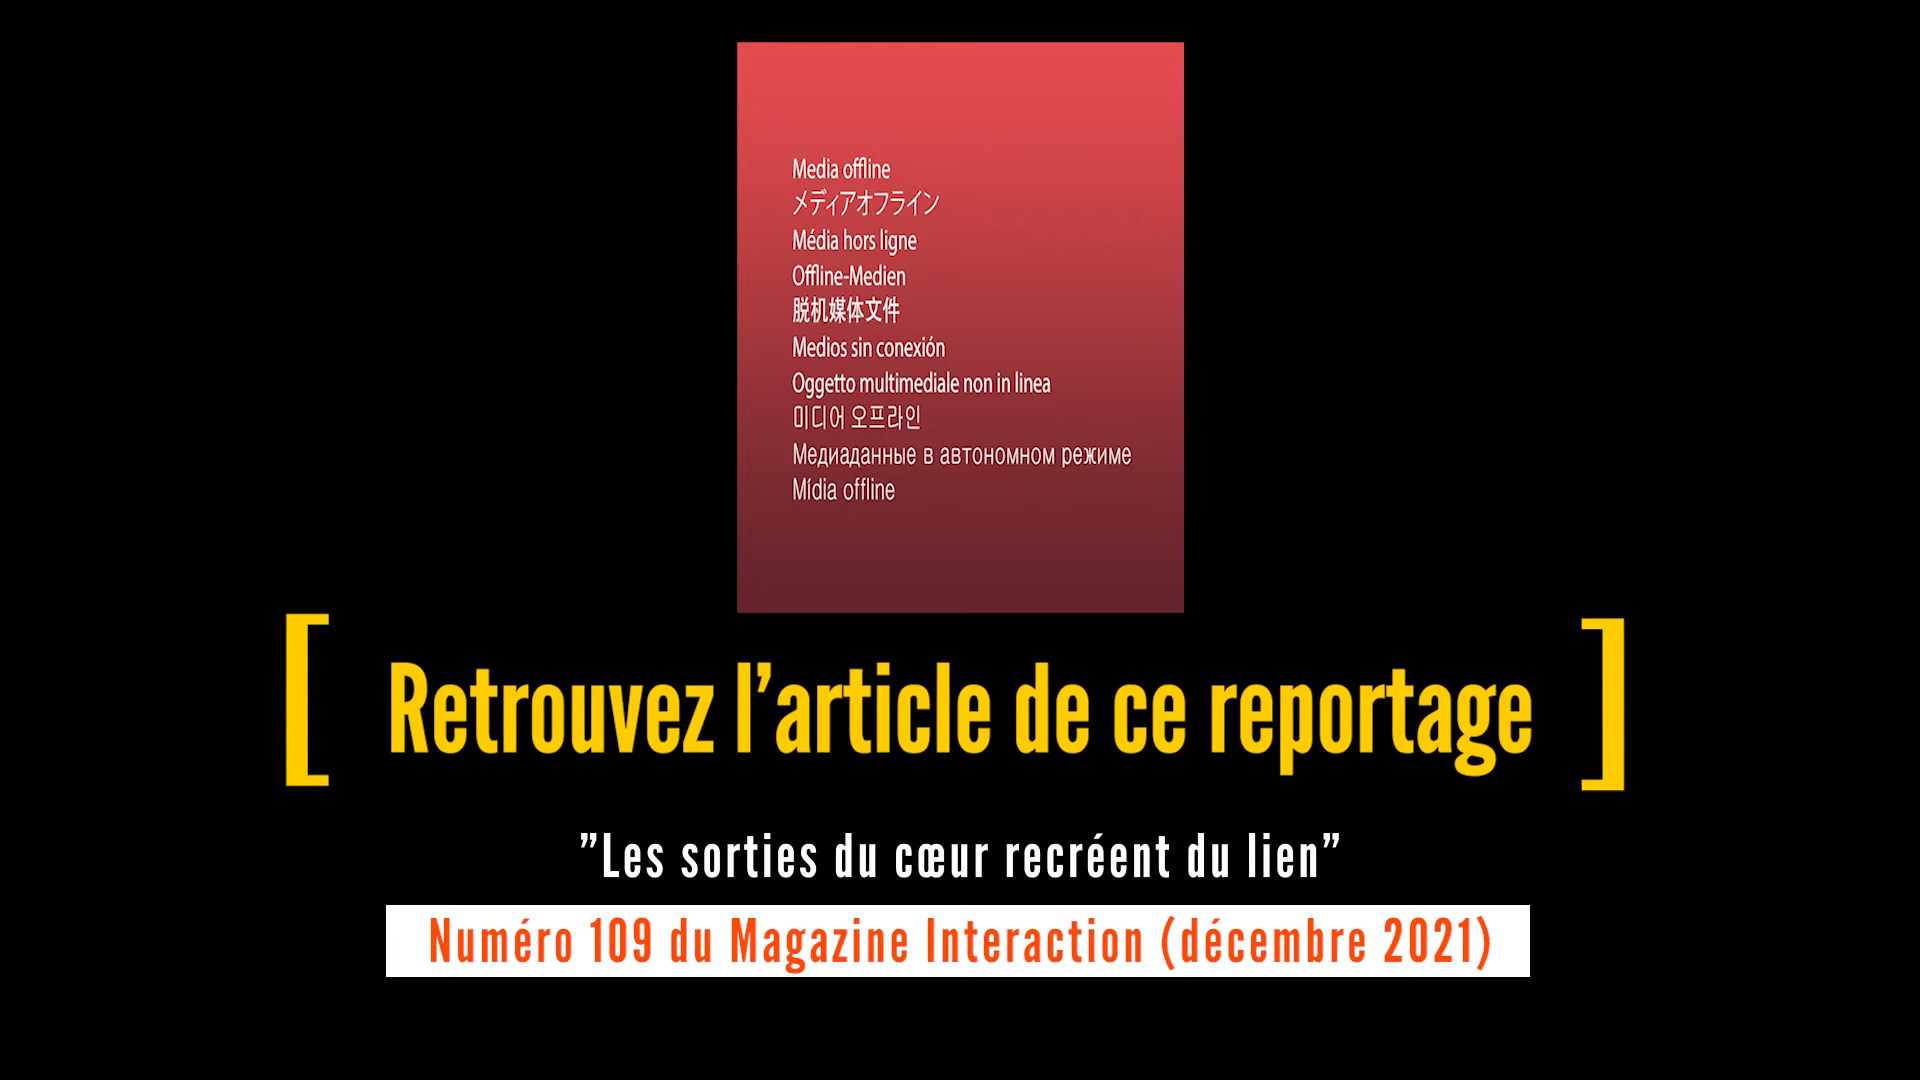 Media offline
メディアオフライン
Média hors ligne
Offline-Medien
脱机媒体文件
Medios sin conexión
Oggetto multimediale non in linea
미디어 오프라인
Медиаданные в автономном режиме
Mídia offline
[ Retrouvez l’article de ce reportage ]
”Les sorties du cœur recréent du lien”
Numéro 109 du Magazine Interaction (décembre 2021)